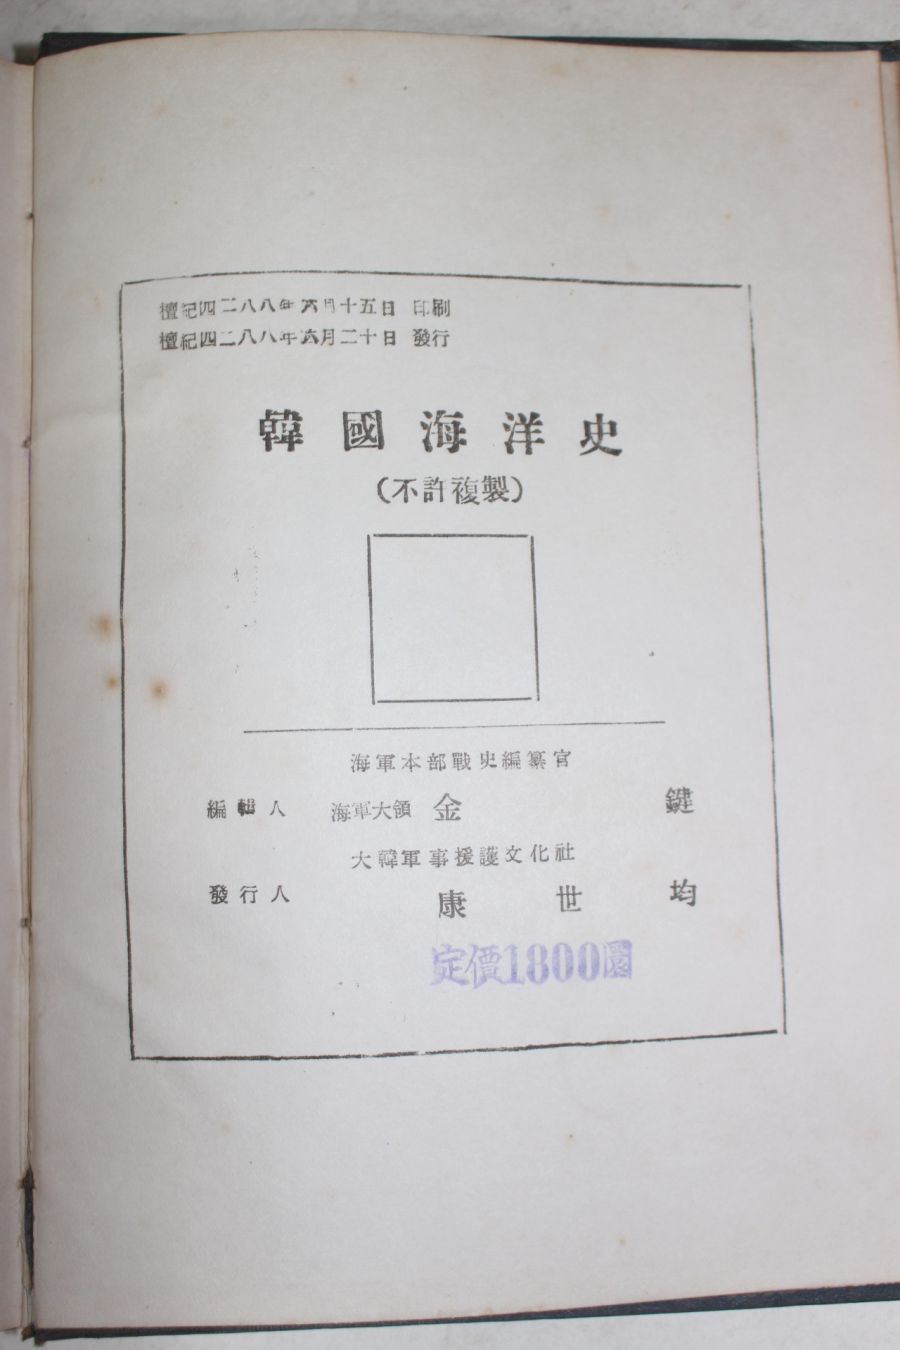 檀紀四二八八年六月十五日 印刷
檀紀四二八八年六月二十日 發行
韓國海洋史
(不許複製)
海軍本部戰史編纂官
編輯人 海軍大領 金 鍵
大韓軍事援護文化社
發行人 康世均
定價1800圜